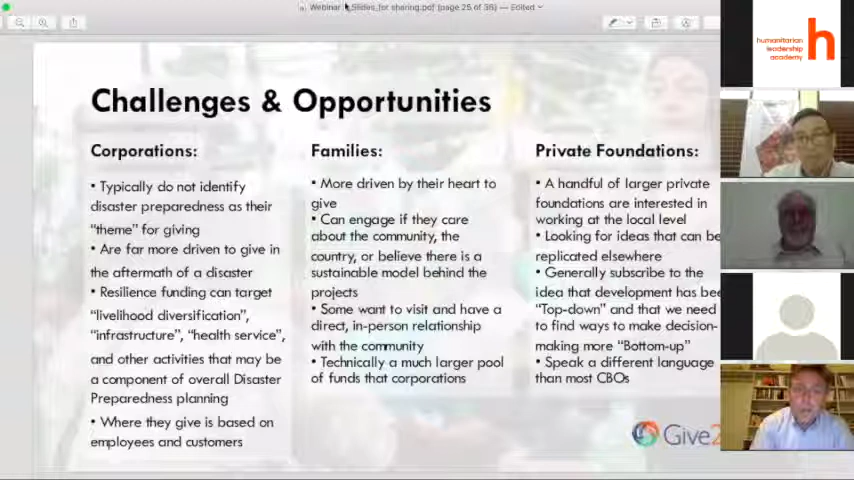 Webinar_Slides_for sharing.pdf (page 25 of 36) — Edited
humanitarian
leadership
academy
h
Challenges & Opportunities
Corporations:
• Typically do not identify
disaster preparedness as their
“theme” for giving
• Are far more driven to give in
the aftermath of a disaster
• Resilience funding can target
“livelihood diversification”,
“infrastructure”, “health service”,
and other activities that may be
a component of overall Disaster
Preparedness planning
• Where they give is based on
employees and customers
Families:
• More driven by their heart to
give
• Can engage if they care
about the community, the
country, or believe there is a
sustainable model behind the
projects
• Some want to visit and have a
direct, in-person relationship
with the community
• Technically a much larger pool
of funds that corporations
Private Foundations:
• A handful of larger private
foundations are interested in
working at the local level
• Looking for ideas that can be
replicated elsewhere
• Generally subscribe to the
idea that development has bee
“Top-down” and that we need
to find ways to make decision-
making more “Bottom-up”
• Speak a different language
than most CBOs
Give2